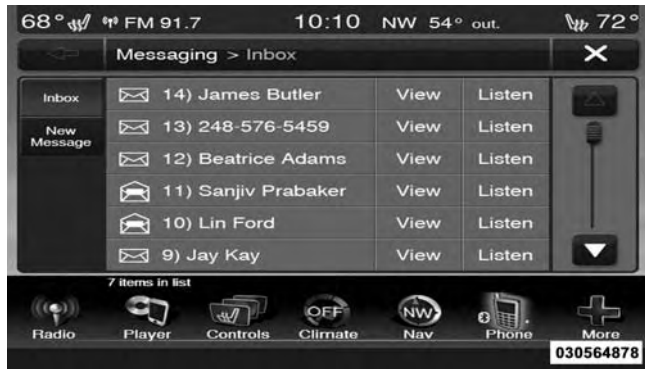 68° FM 91.7 10:10 NW 54° out. 72°
Messaging > Inbox
Inbox
14) James Butler View Listen
New Message
13) 248-576-5459 View Listen
12) Beatrice Adams View Listen
11) Sanjiv Prabaker View Listen
10) Lin Ford View Listen
9) Jay Kay View Listen
7 items in list
OFF NW
Radio Player Controls Climate Nav Phone More
030564878